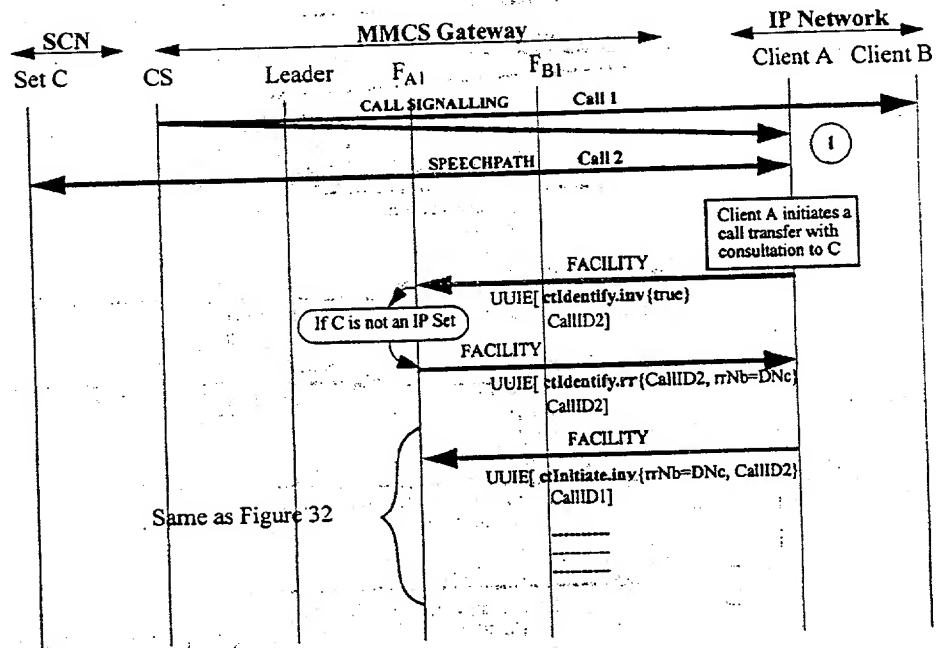 SCN
MMCS Gateway
IP Network
Set C
CS
Leader
FA1
FB1
Client A
Client B
CALL SIGNALLING
Call 1
1
SPEECHPATH
Call 2
Client A initiates a
call transfer with
consultation to C
FACILITY
UUIE[ ctIdentify.inv{true}
CallID2]
If C is not an IP Set
FACILITY
UUIE[ ctIdentify.rr{CallID2, rrNb=DNc}
CallID2]
FACILITY
UUIE[ ctInitiate.inv{rrNb=DNc, CallID2}
CallID1]
Same as Figure 32